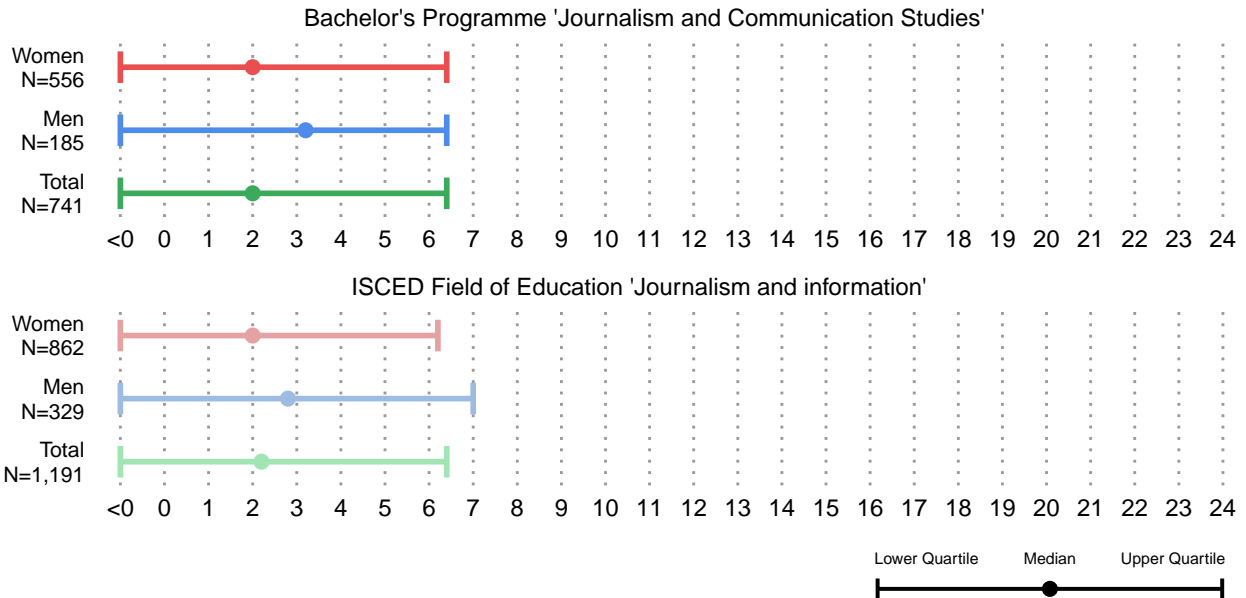 Bachelor's Programme 'Journalism and Communication Studies'
Women
N=556
Men
N=185
Total
N=741
<0 0 1 2 3 4 5 6 7 8 9 10 11 12 13 14 15 16 17 18 19 20 21 22 23 24
ISCED Field of Education 'Journalism and information'
Women
N=862
Men
N=329
Total
N=1,191
<0 0 1 2 3 4 5 6 7 8 9 10 11 12 13 14 15 16 17 18 19 20 21 22 23 24
Lower Quartile Median Upper Quartile